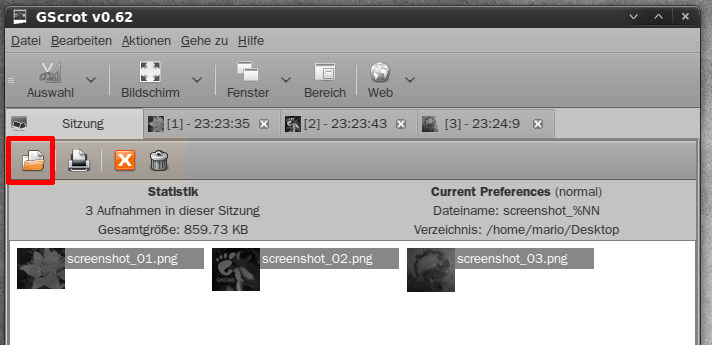 GScrot v0.62
Datei Bearbeiten Aktionen Gehe zu Hilfe
Auswahl Bildschirm Fenster Bereich Web
Sitzung [1] - 23:23:35 [2] - 23:23:43 [3] - 23:24:9
Statistik
3 Aufnahmen in dieser Sitzung
Gesamtgröße: 859.73 KB
Current Preferences (normal)
Dateiname: screenshot_%NN
Verzeichnis: /home/mario/Desktop
screenshot_01.png screenshot_02.png screenshot_03.png